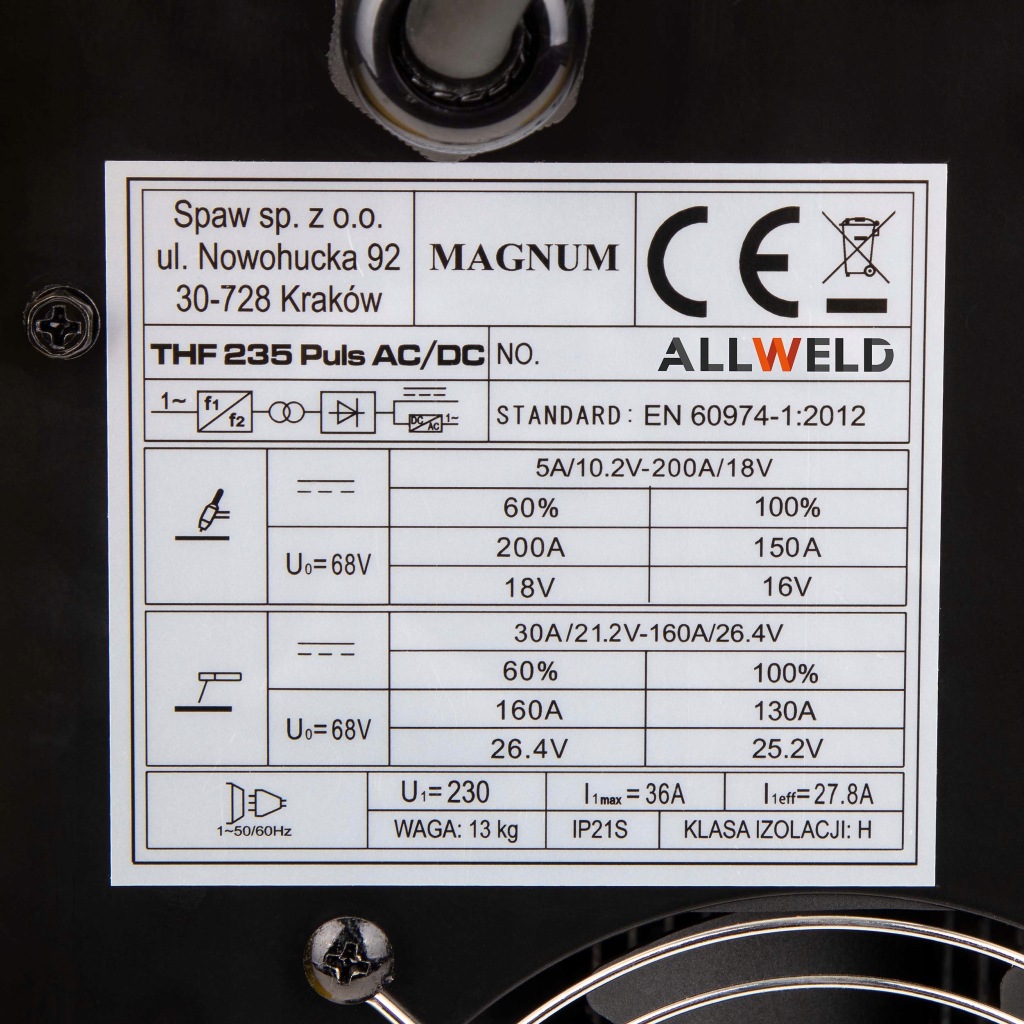 Spaw sp. z o.o.
ul. Nowohucka 92
30-728 Kraków
MAGNUM
CE
THF 235 Puls AC/DC
NO.
ALLWELD
1~
f1
f2
DC
AC
1~
STANDARD: EN 60974-1:2012
5A/10.2V-200A/18V
60% 100%
U0=68V
200A 150A
18V 16V
30A/21.2V-160A/26.4V
60% 100%
U0=68V
160A 130A
26.4V 25.2V
1~50/60Hz
U1=230
I1max=36A
I1eff=27.8A
WAGA: 13 kg
IP21S
KLASA IZOLACJI: H